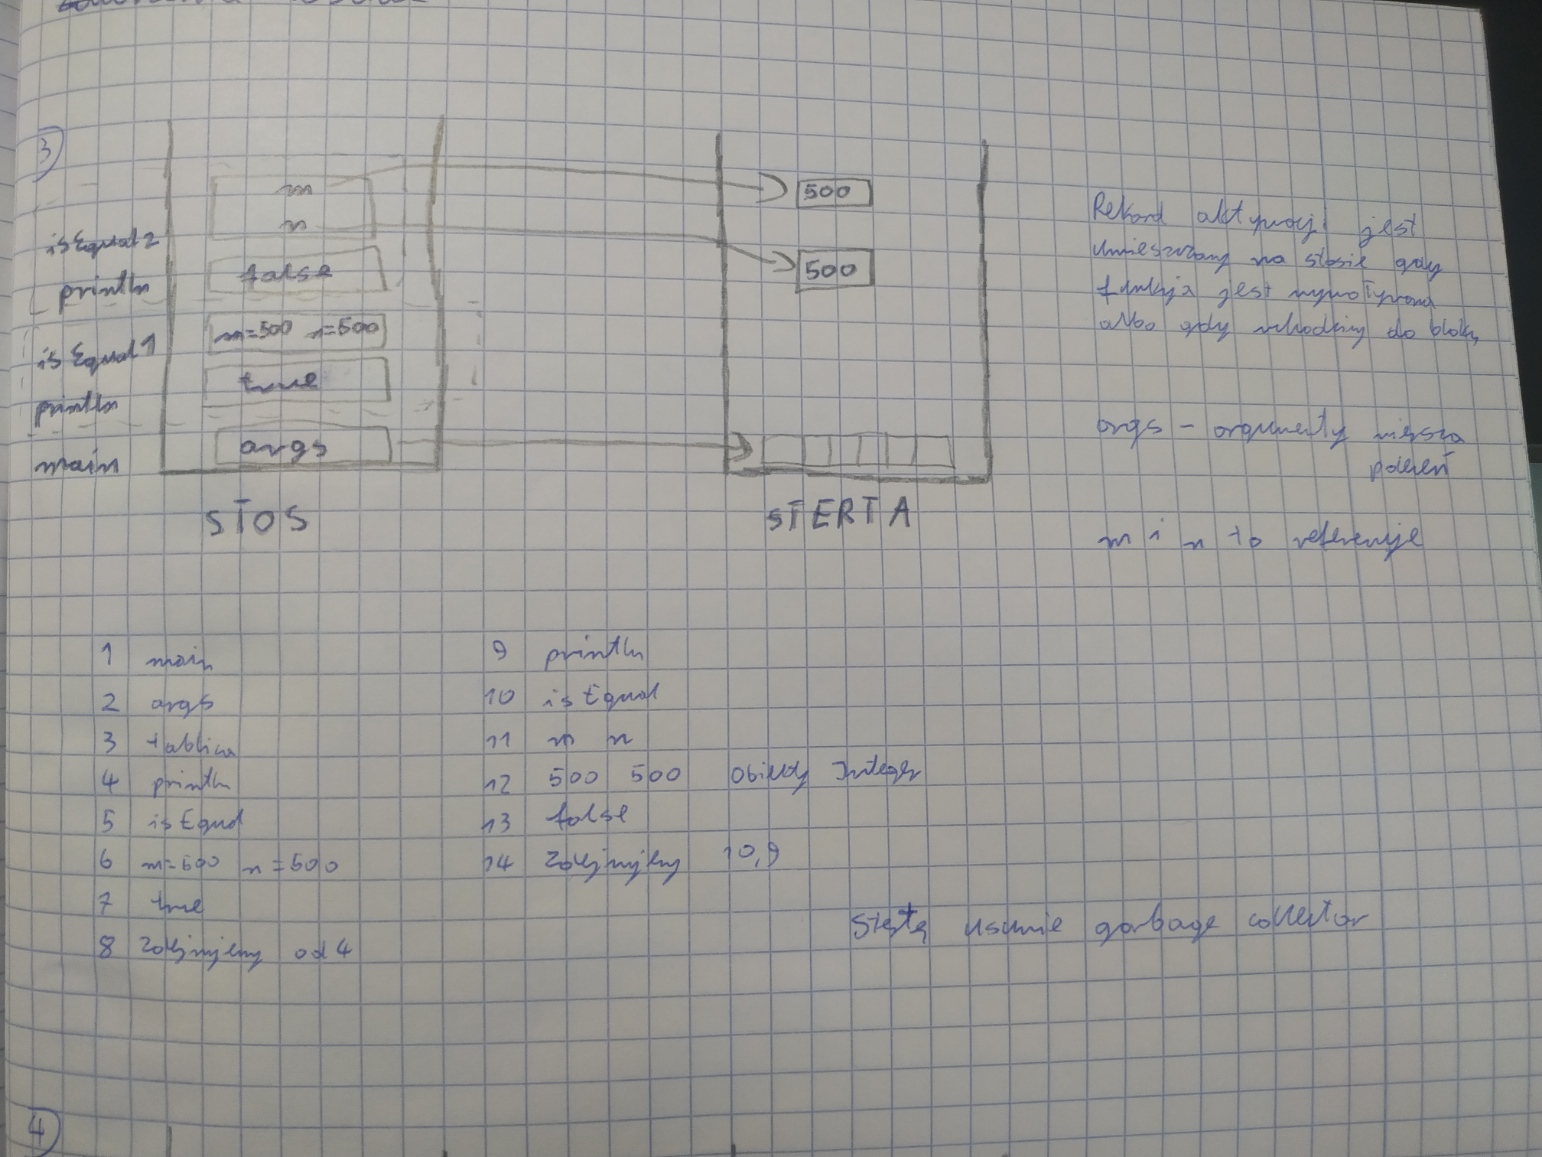 3
m
500
n
isEqual2
500
false
println
m=500 n=500
isEqual1
true
println
args
main
STOS
STERTA
Rekord aktywacji jest
umieszczany na stosie gdy
funkcja jest wywoływana
albo gdy wchodzimy do bloku
args - argumenty wiersza
poleceń
m i n to referencje
1 main
2 args
3 tablica
4 println
5 isEqual
6 m=500 n=500
7 true
8 zdejmujemy od 4
9 println
10 isEqual
11 m n
12 500 500 obiekty Integer
13 false
14 zdejmujemy 10,9
Stertę usunie garbage collector
4